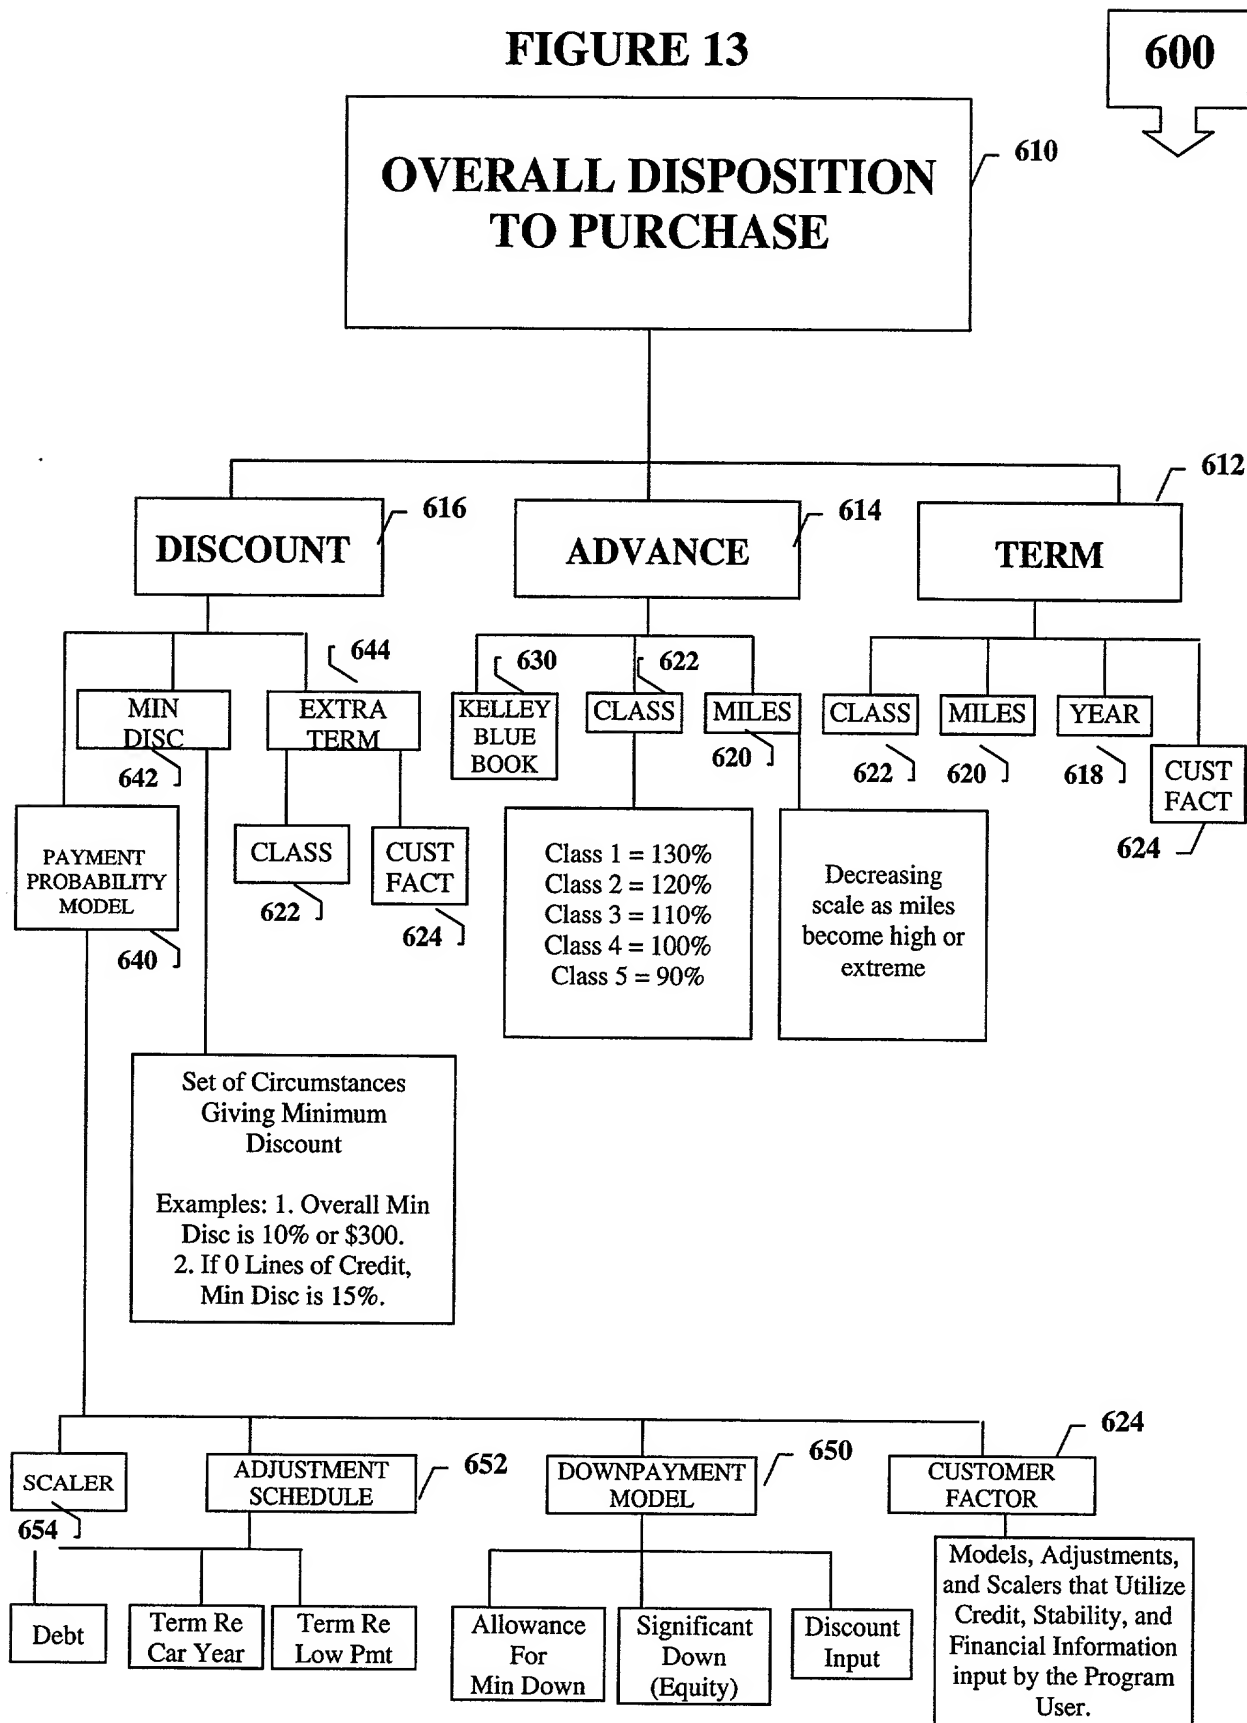 FIGURE 13
600
OVERALL DISPOSITION
TO PURCHASE
610
DISCOUNT
616
ADVANCE
614
TERM
612
MIN
DISC
642
EXTRA
TERM
644
KELLEY
BLUE
BOOK
630
CLASS
622
MILES
620
CLASS
622
MILES
620
YEAR
618
CUST
FACT
624
PAYMENT
PROBABILITY
MODEL
640
CLASS
622
CUST
FACT
624
Class 1 = 130%
Class 2 = 120%
Class 3 = 110%
Class 4 = 100%
Class 5 = 90%
Decreasing
scale as miles
become high or
extreme
Set of Circumstances
Giving Minimum
Discount
Examples: 1. Overall Min
Disc is 10% or $300.
2. If 0 Lines of Credit,
Min Disc is 15%.
SCALER
654
ADJUSTMENT
SCHEDULE
652
DOWNPAYMENT
MODEL
650
CUSTOMER
FACTOR
624
Debt
Term Re
Car Year
Term Re
Low Pmt
Allowance
For
Min Down
Significant
Down
(Equity)
Discount
Input
Models, Adjustments,
and Scalers that Utilize
Credit, Stability, and
Financial Information
input by the Program
User.